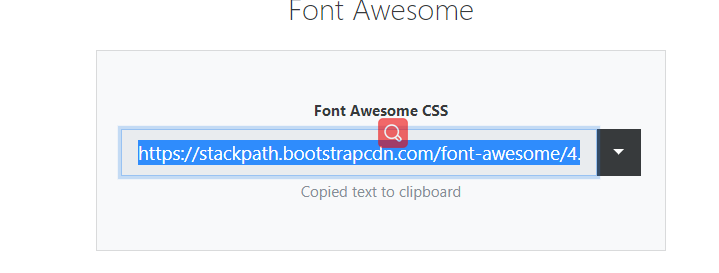 Font Awesome
Font Awesome CSS
https://stackpath.bootstrapcdn.com/font-awesome/4.
Copied text to clipboard